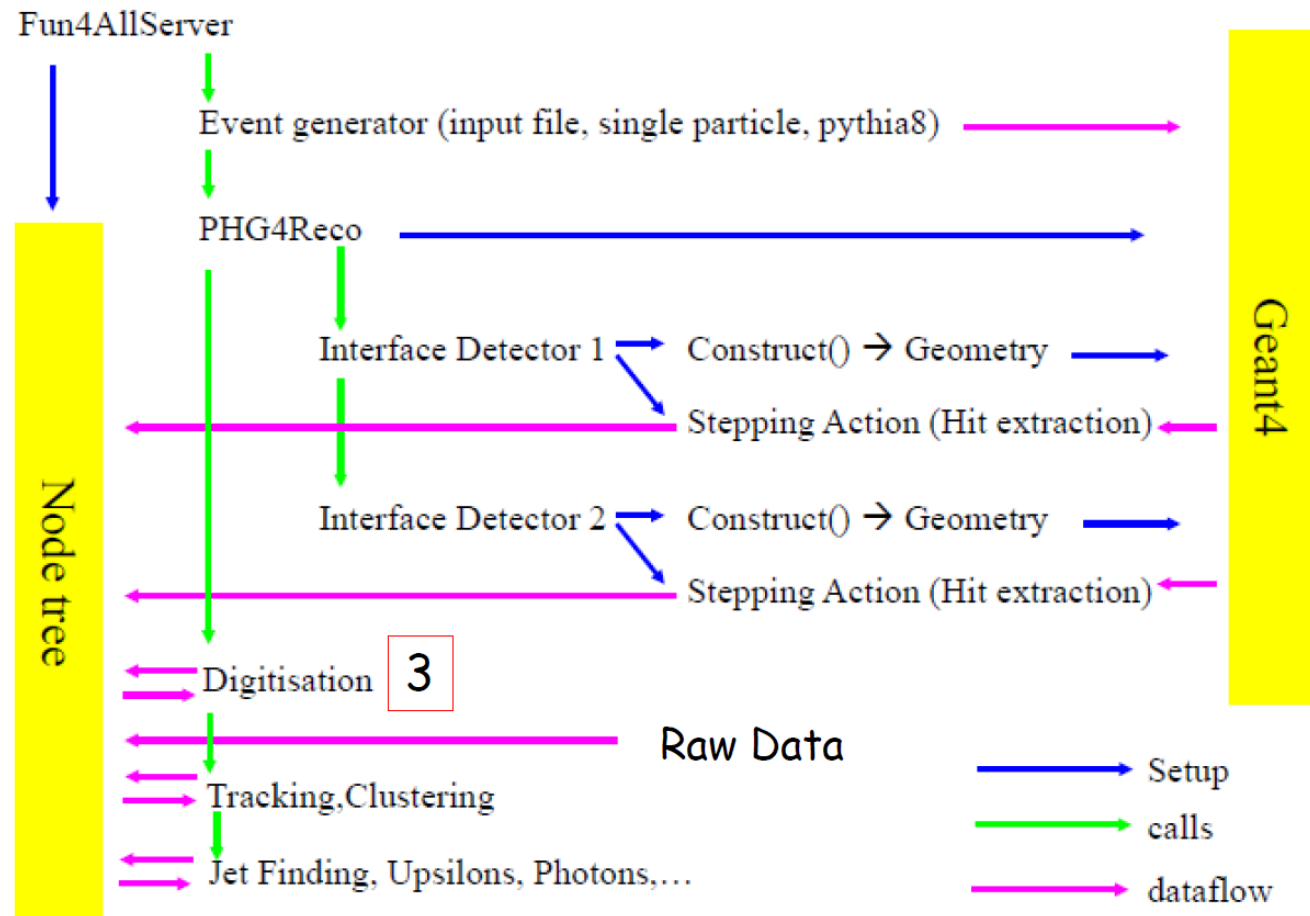 Fun4AllServer
Event generator (input file, single particle, pythia8)
PHG4Reco
Interface Detector 1
Construct() → Geometry
Stepping Action (Hit extraction)
Interface Detector 2
Construct() → Geometry
Stepping Action (Hit extraction)
Node tree
Geant4
Digitisation
3
Raw Data
Tracking,Clustering
Jet Finding, Upsilons, Photons,…
Setup
calls
dataflow